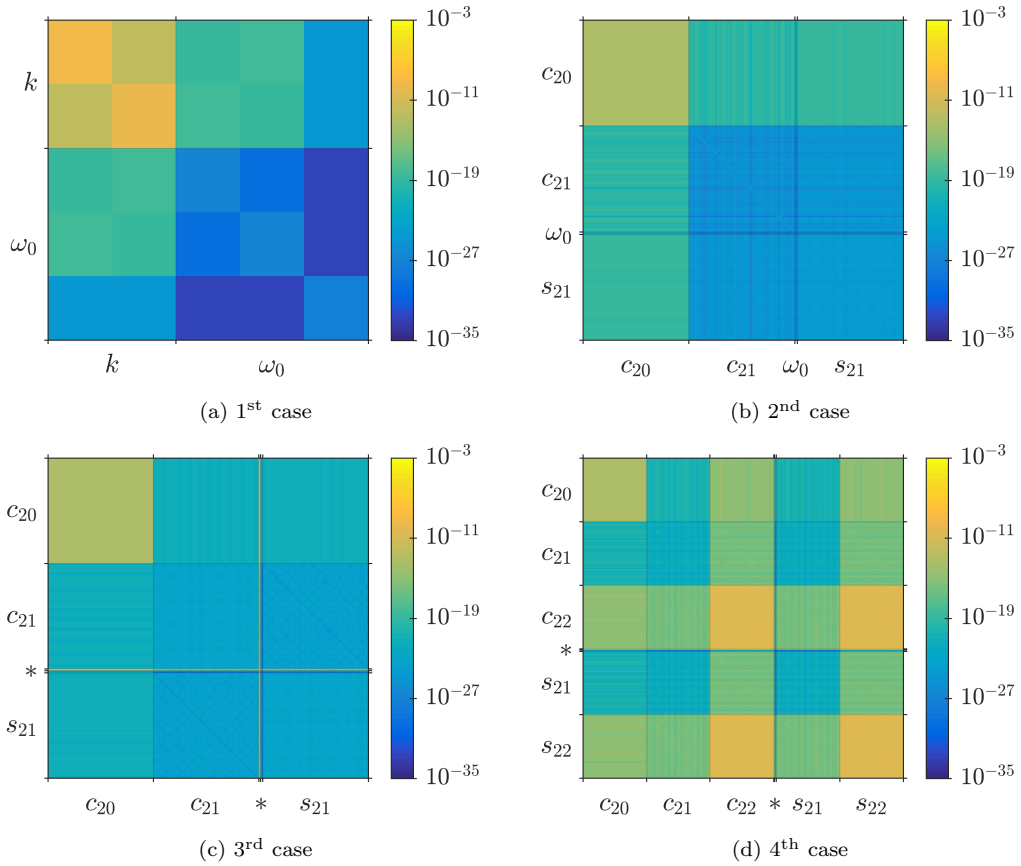 10⁻³
k
10⁻¹¹
10⁻¹⁹
ω₀
10⁻²⁷
10⁻³⁵
k ω₀
(a) 1ˢᵗ case
10⁻³
c₂₀
10⁻¹¹
c₂₁
10⁻¹⁹
ω₀
10⁻²⁷
s₂₁
10⁻³⁵
c₂₀ c₂₁ ω₀ s₂₁
(b) 2ⁿᵈ case
10⁻³
c₂₀
10⁻¹¹
c₂₁
10⁻¹⁹
*
10⁻²⁷
s₂₁
10⁻³⁵
c₂₀ c₂₁ * s₂₁
(c) 3ʳᵈ case
10⁻³
c₂₀
10⁻¹¹
c₂₁
c₂₂
10⁻¹⁹
*
s₂₁
10⁻²⁷
s₂₂
10⁻³⁵
c₂₀ c₂₁ c₂₂ * s₂₁ s₂₂
(d) 4ᵗʰ case